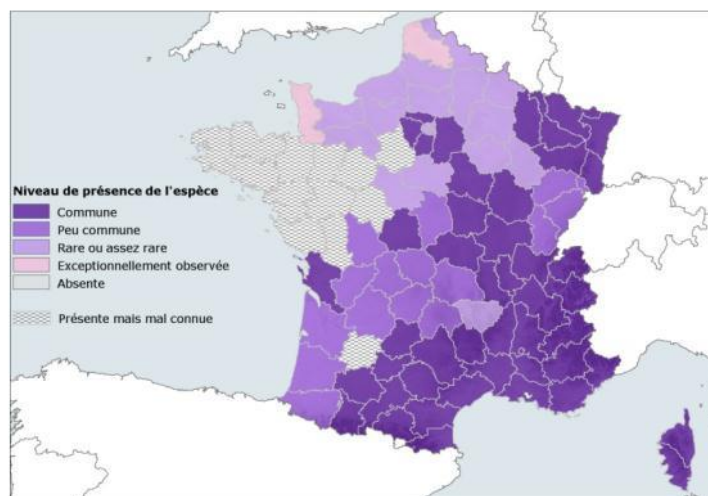 Niveau de présence de l'espèce
Commune
Peu commune
Rare ou assez rare
Exceptionnellement observée
Absente
Présente mais mal connue